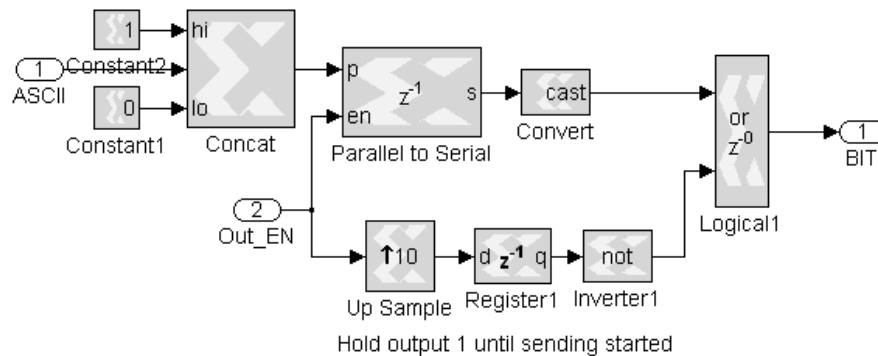 1
hi
1
Constant2
ASCII
0
lo
Constant1
Concat
p
z-1
s
en
Parallel to Serial
cast
Convert
or
z-0
Logical1
1
BIT
2
Out_EN
↑10
Up Sample
d z-1 q
Register1
not
Inverter1
Hold output 1 until sending started